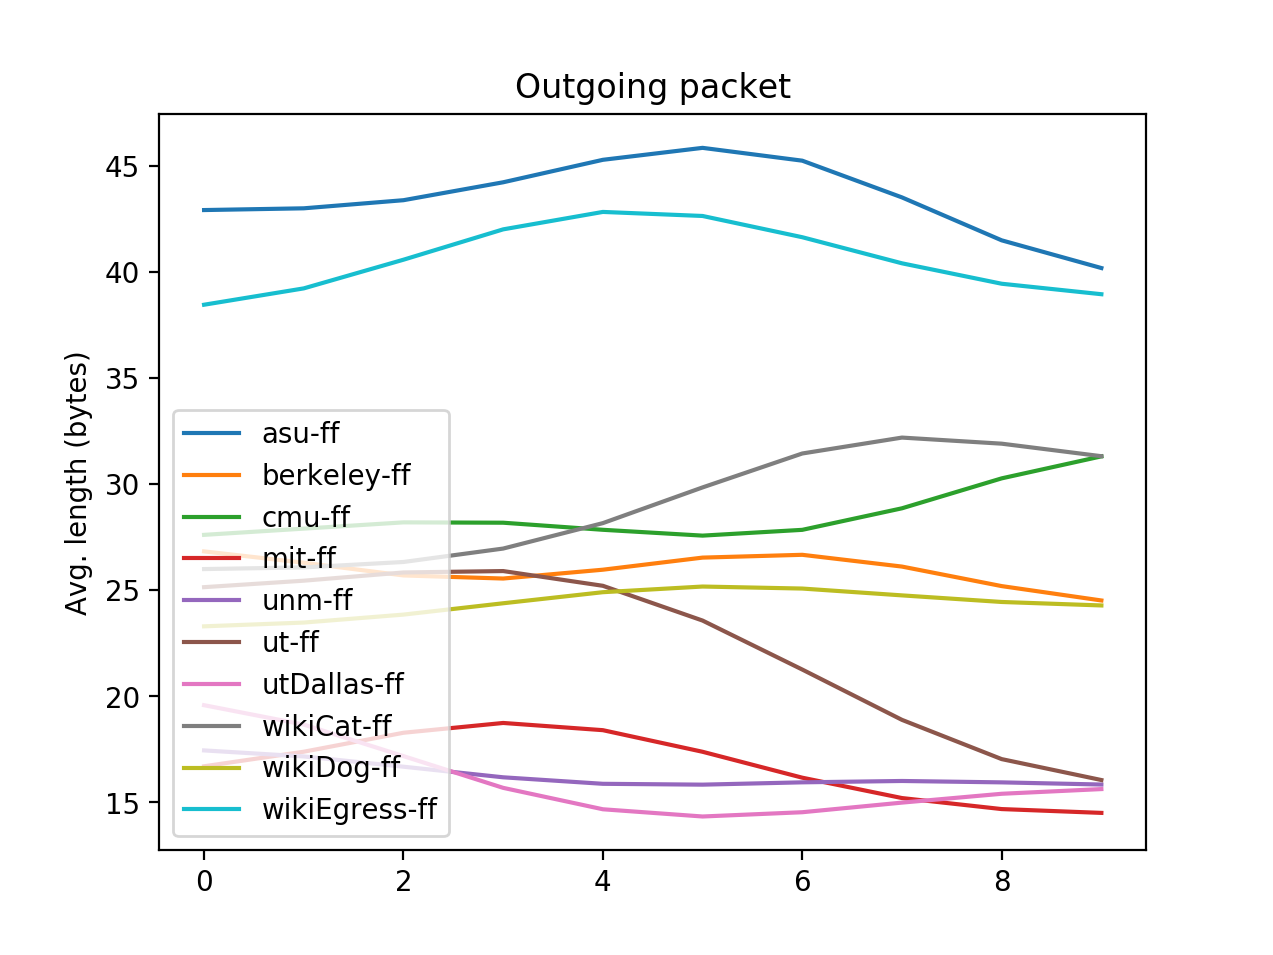 Outgoing packet
Avg. length (bytes)
45
40
35
30
25
20
15
asu-ff
berkeley-ff
cmu-ff
mit-ff
unm-ff
ut-ff
utDallas-ff
wikiCat-ff
wikiDog-ff
wikiEgress-ff
0 2 4 6 8